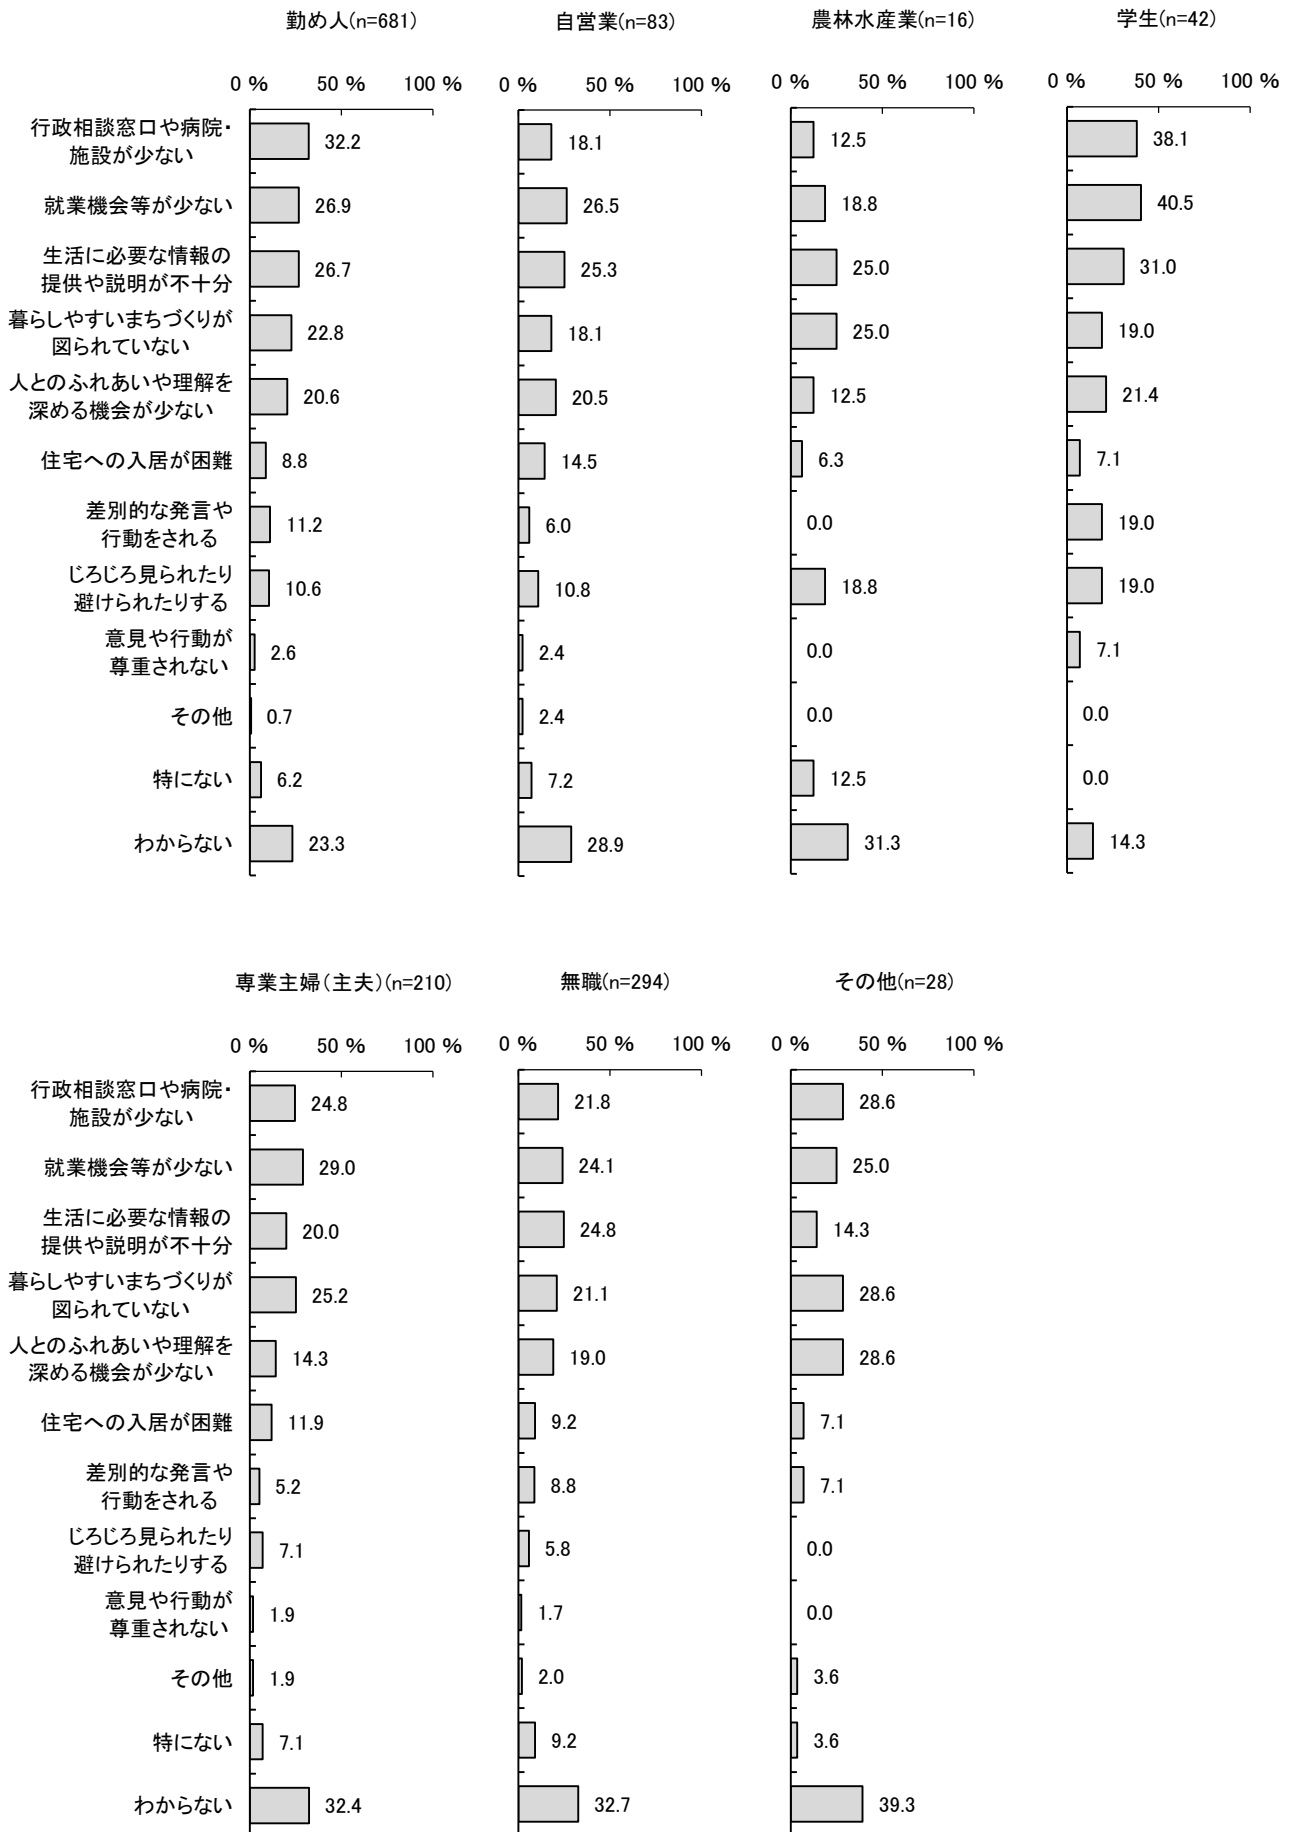 勤め人(n=681)
自営業(n=83)
農林水産業(n=16)
学生(n=42)
0 % 50 % 100 %
0 % 50 % 100 %
0 % 50 % 100 %
0 % 50 % 100 %
行政相談窓口や病院・
施設が少ない
32.2 18.1 12.5 38.1
就業機会等が少ない
26.9 26.5 18.8 40.5
生活に必要な情報の
提供や説明が不十分
26.7 25.3 25.0 31.0
暮らしやすいまちづくりが
図られていない
22.8 18.1 25.0 19.0
人とのふれあいや理解を
深める機会が少ない
20.6 20.5 12.5 21.4
住宅への入居が困難
8.8 14.5 6.3 7.1
差別的な発言や
行動をされる
11.2 6.0 0.0 19.0
じろじろ見られたり
避けられたりする
10.6 10.8 18.8 19.0
意見や行動が
尊重されない
2.6 2.4 0.0 7.1
その他
0.7 2.4 0.0 0.0
特にない
6.2 7.2 12.5 0.0
わからない
23.3 28.9 31.3 14.3
専業主婦(主夫)(n=210)
無職(n=294)
その他(n=28)
0 % 50 % 100 %
0 % 50 % 100 %
0 % 50 % 100 %
行政相談窓口や病院・
施設が少ない
24.8 21.8 28.6
就業機会等が少ない
29.0 24.1 25.0
生活に必要な情報の
提供や説明が不十分
20.0 24.8 14.3
暮らしやすいまちづくりが
図られていない
25.2 21.1 28.6
人とのふれあいや理解を
深める機会が少ない
14.3 19.0 28.6
住宅への入居が困難
11.9 9.2 7.1
差別的な発言や
行動をされる
5.2 8.8 7.1
じろじろ見られたり
避けられたりする
7.1 5.8 0.0
意見や行動が
尊重されない
1.9 1.7 0.0
その他
1.9 2.0 3.6
特にない
7.1 9.2 3.6
わからない
32.4 32.7 39.3